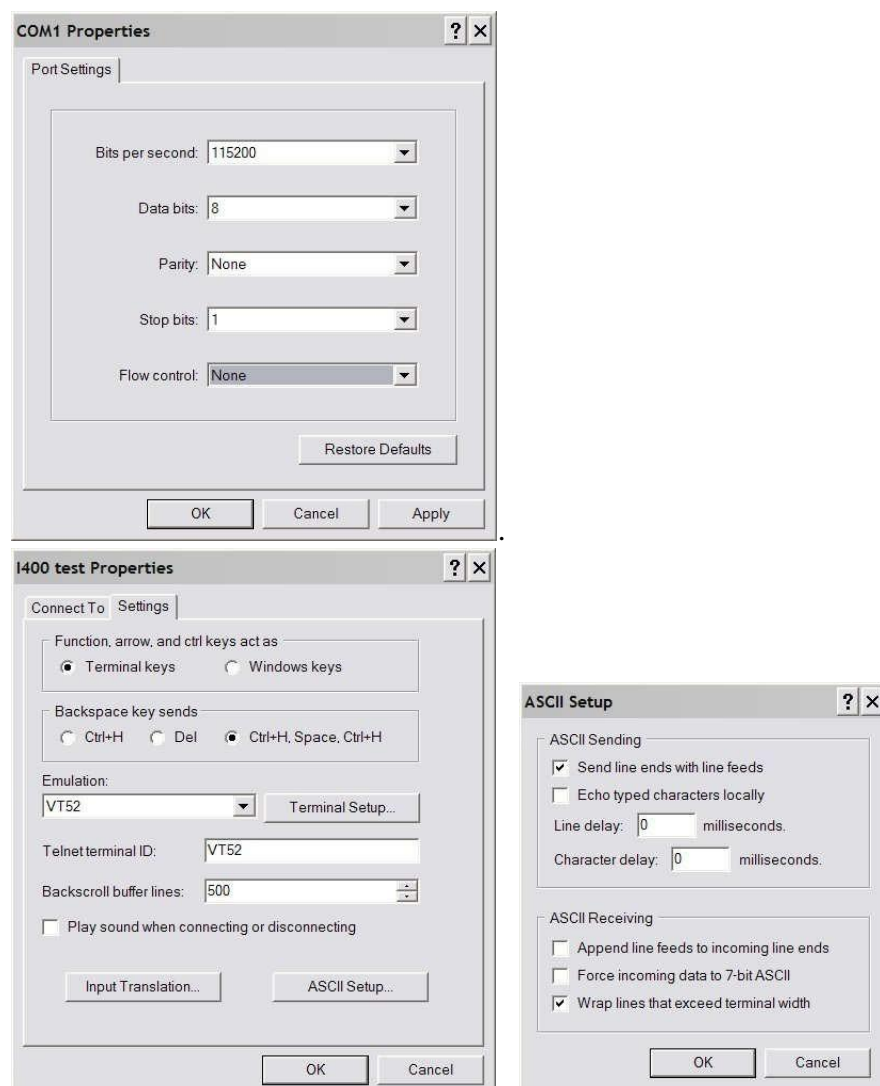 COM1 Properties
Port Settings
Bits per second: 115200
Data bits: 8
Parity: None
Stop bits: 1
Flow control: None
Restore Defaults
OK Cancel Apply
.
I400 test Properties
Connect To Settings
Function, arrow, and ctrl keys act as
Terminal keys Windows keys
Backspace key sends
Ctrl+H Del Ctrl+H, Space, Ctrl+H
Emulation:
VT52 Terminal Setup...
Telnet terminal ID: VT52
Backscroll buffer lines: 500
Play sound when connecting or disconnecting
Input Translation... ASCII Setup...
OK Cancel
ASCII Setup
ASCII Sending
Send line ends with line feeds
Echo typed characters locally
Line delay: 0 milliseconds.
Character delay: 0 milliseconds.
ASCII Receiving
Append line feeds to incoming line ends
Force incoming data to 7-bit ASCII
Wrap lines that exceed terminal width
OK Cancel